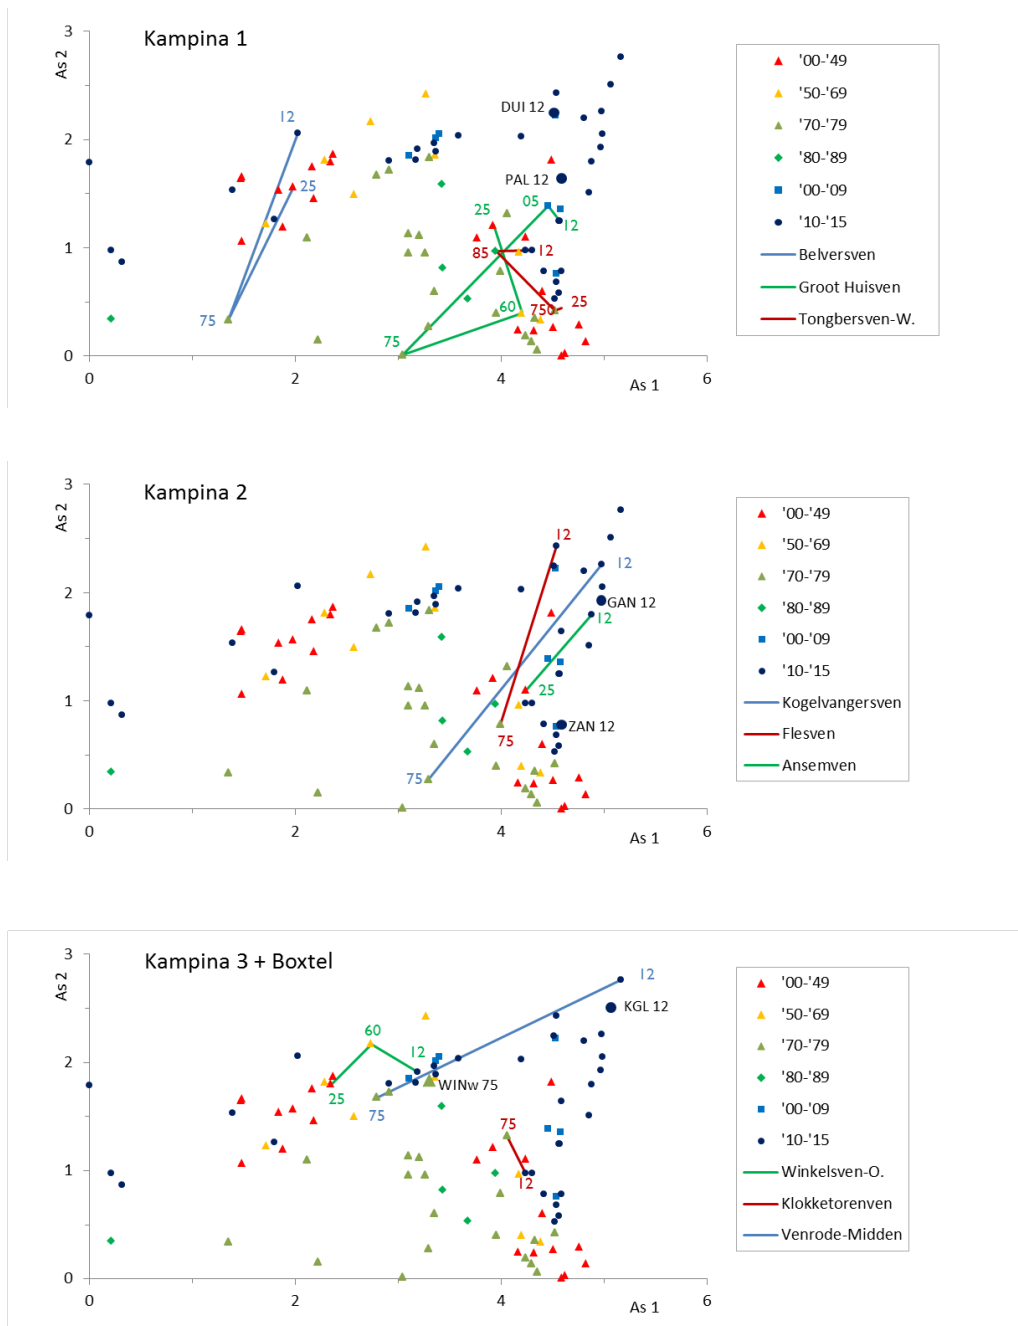 Kampina 1
As 2
3
2
1
0
0
2
4
6
As 1
12
25
75
DUI 12
PAL 12
25
05
12
85
12
60
750
25
75
'00-'49
'50-'69
'70-'79
'80-'89
'00-'09
'10-'15
Belversven
Groot Huisven
Tongbersven-W.
Kampina 2
As 2
3
2
1
0
0
2
4
6
As 1
12
12
GAN 12
12
25
ZAN 12
75
75
'00-'49
'50-'69
'70-'79
'80-'89
'00-'09
'10-'15
Kogelvangersven
Flesven
Ansemven
Kampina 3 + Boxtel
As 2
3
2
1
0
0
2
4
6
As 1
12
KGL 12
60
12
WINw 75
25
75
75
12
'00-'49
'50-'69
'70-'79
'80-'89
'00-'09
'10-'15
Winkelsven-O.
Klokketorenven
Venrode-Midden